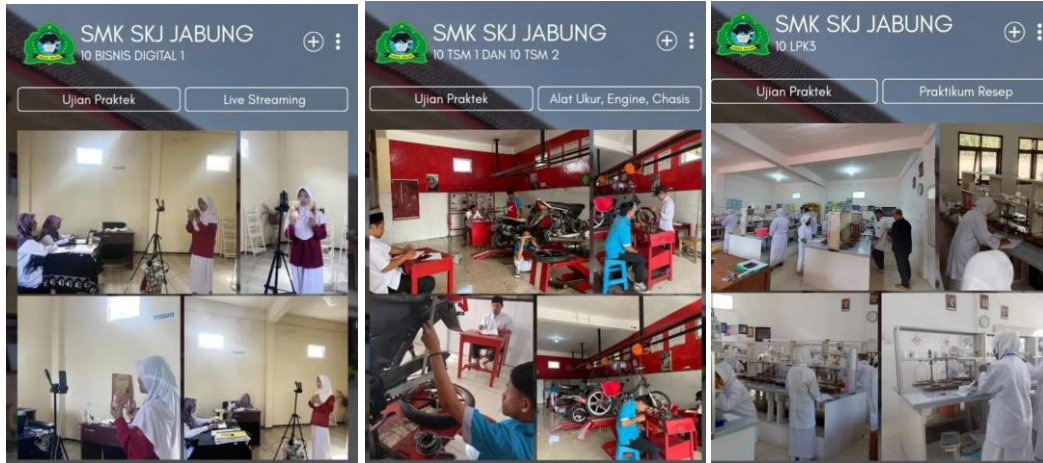 SMK SKJ JABUNG
10 BISNIS DIGITAL 1
Ujian Praktek
Live Streaming
SMK SKJ JABUNG
10 TSM 1 DAN 10 TSM 2
Ujian Praktek
Alat Ukur, Engine, Chasis
SMK SKJ JABUNG
10 LPK3
Ujian Praktek
Praktikum Resep